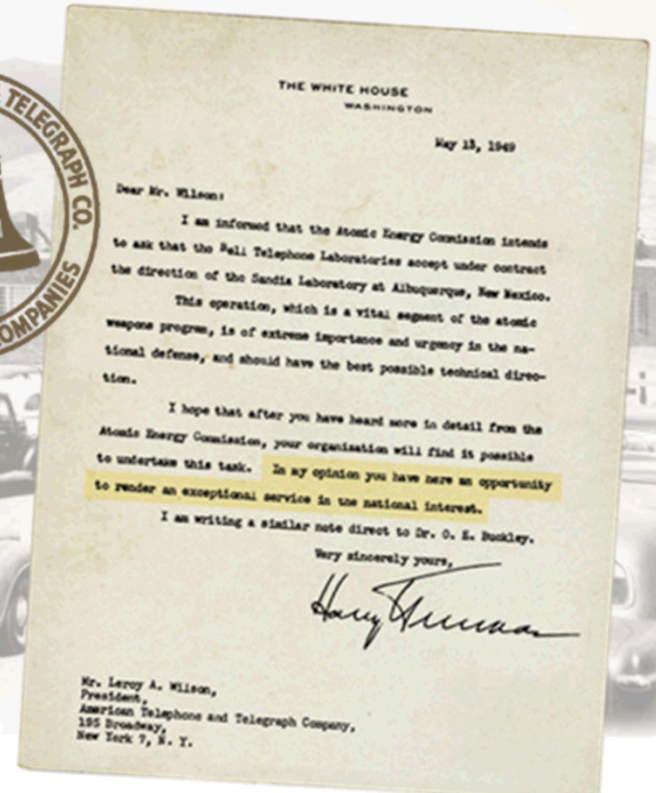 TELEGRAPH CO.
COMPANIES
THE WHITE HOUSE
WASHINGTON
May 13, 1949
Dear Mr. Wilson:
I am informed that the Atomic Energy Commission intends
to ask that the Bell Telephone Laboratories accept under contract
the direction of the Sandia Laboratory at Albuquerque, New Mexico.
This operation, which is a vital segment of the atomic
weapons program, is of extreme importance and urgency in the na-
tional defense, and should have the best possible technical direc-
tion.
I hope that after you have heard more in detail from the
Atomic Energy Commission, your organization will find it possible
to undertake this task. In my opinion you have here an opportunity
to render an exceptional service in the national interest.
I am writing a similar note direct to Dr. O. E. Buckley.
Very sincerely yours,
Harry Truman
Mr. Leroy A. Wilson,
President,
American Telephone and Telegraph Company,
195 Broadway,
New York 7, N. Y.